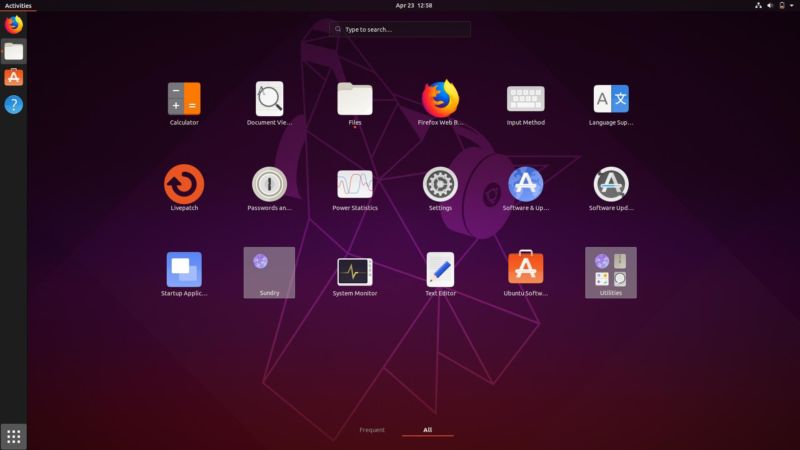 Activities
Apr 23 12:58
Type to search...
Calculator
Document Vie...
Files
Firefox Web B...
Input Method
Language Sup...
Livepatch
Passwords an...
Power Statistics
Settings
Software & Up...
Software Upd...
Startup Applic...
Sundry
System Monitor
Text Editor
Ubuntu Softw...
Utilities
Frequent
All